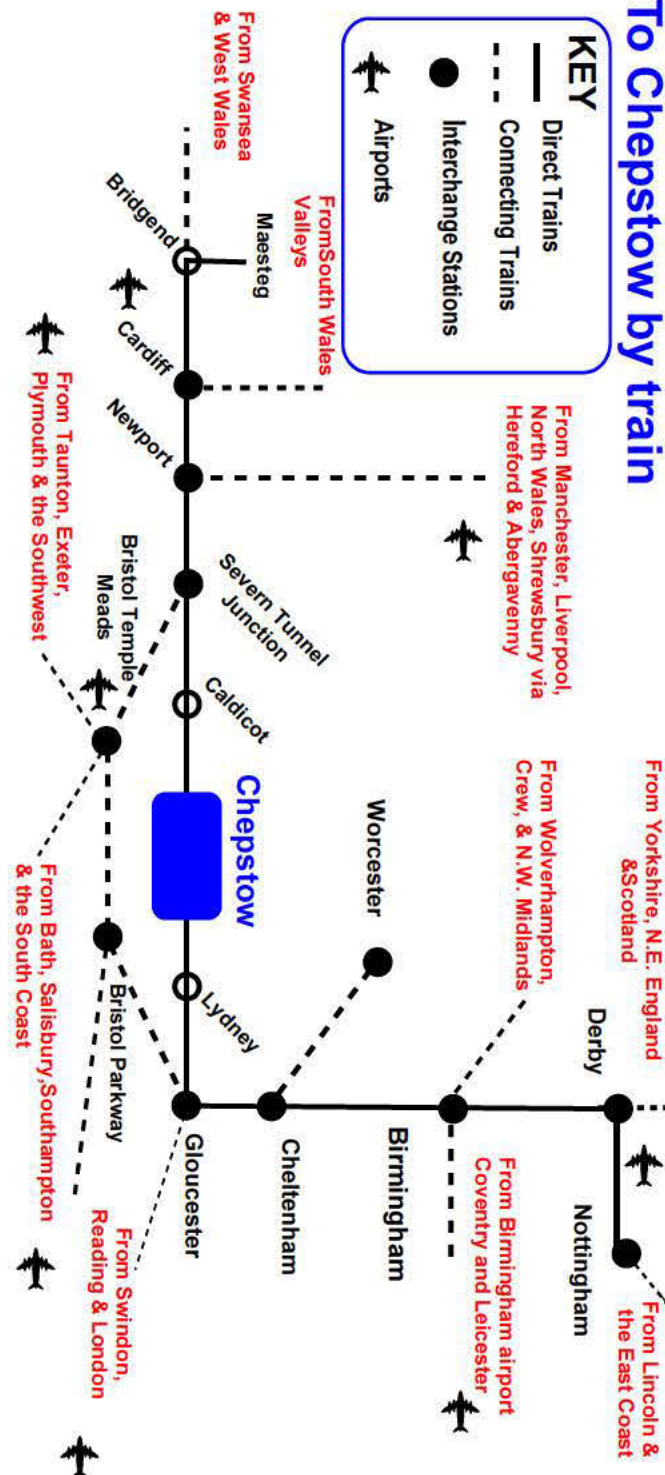 To Chepstow by train
KEY
Direct Trains
Connecting Trains
Interchange Stations
Airports
From Swansea
& West Wales
Maesteg
Bridgend
FromSouth Wales
Valleys
Cardiff
Newport
From Manchester, Liverpool,
North Wales, Shrewsbury via
Hereford & Abergavenny
Severn Tunnel
Junction
Caldicot
Chepstow
Lydney
Bristol Temple
Meads
From Taunton, Exeter,
Plymouth & the Southwest
From Bath, Salisbury,Southampton
& the South Coast
Bristol Parkway
From Swindon,
Reading & London
Gloucester
Cheltenham
Worcester
Birmingham
From Wolverhampton,
Crew, & N.W. Midlands
From Birmingham airport
Coventry and Leicester
From Yorkshire, N.E. England
&Scotland
Derby
Nottingham
From Lincoln &
the East Coast